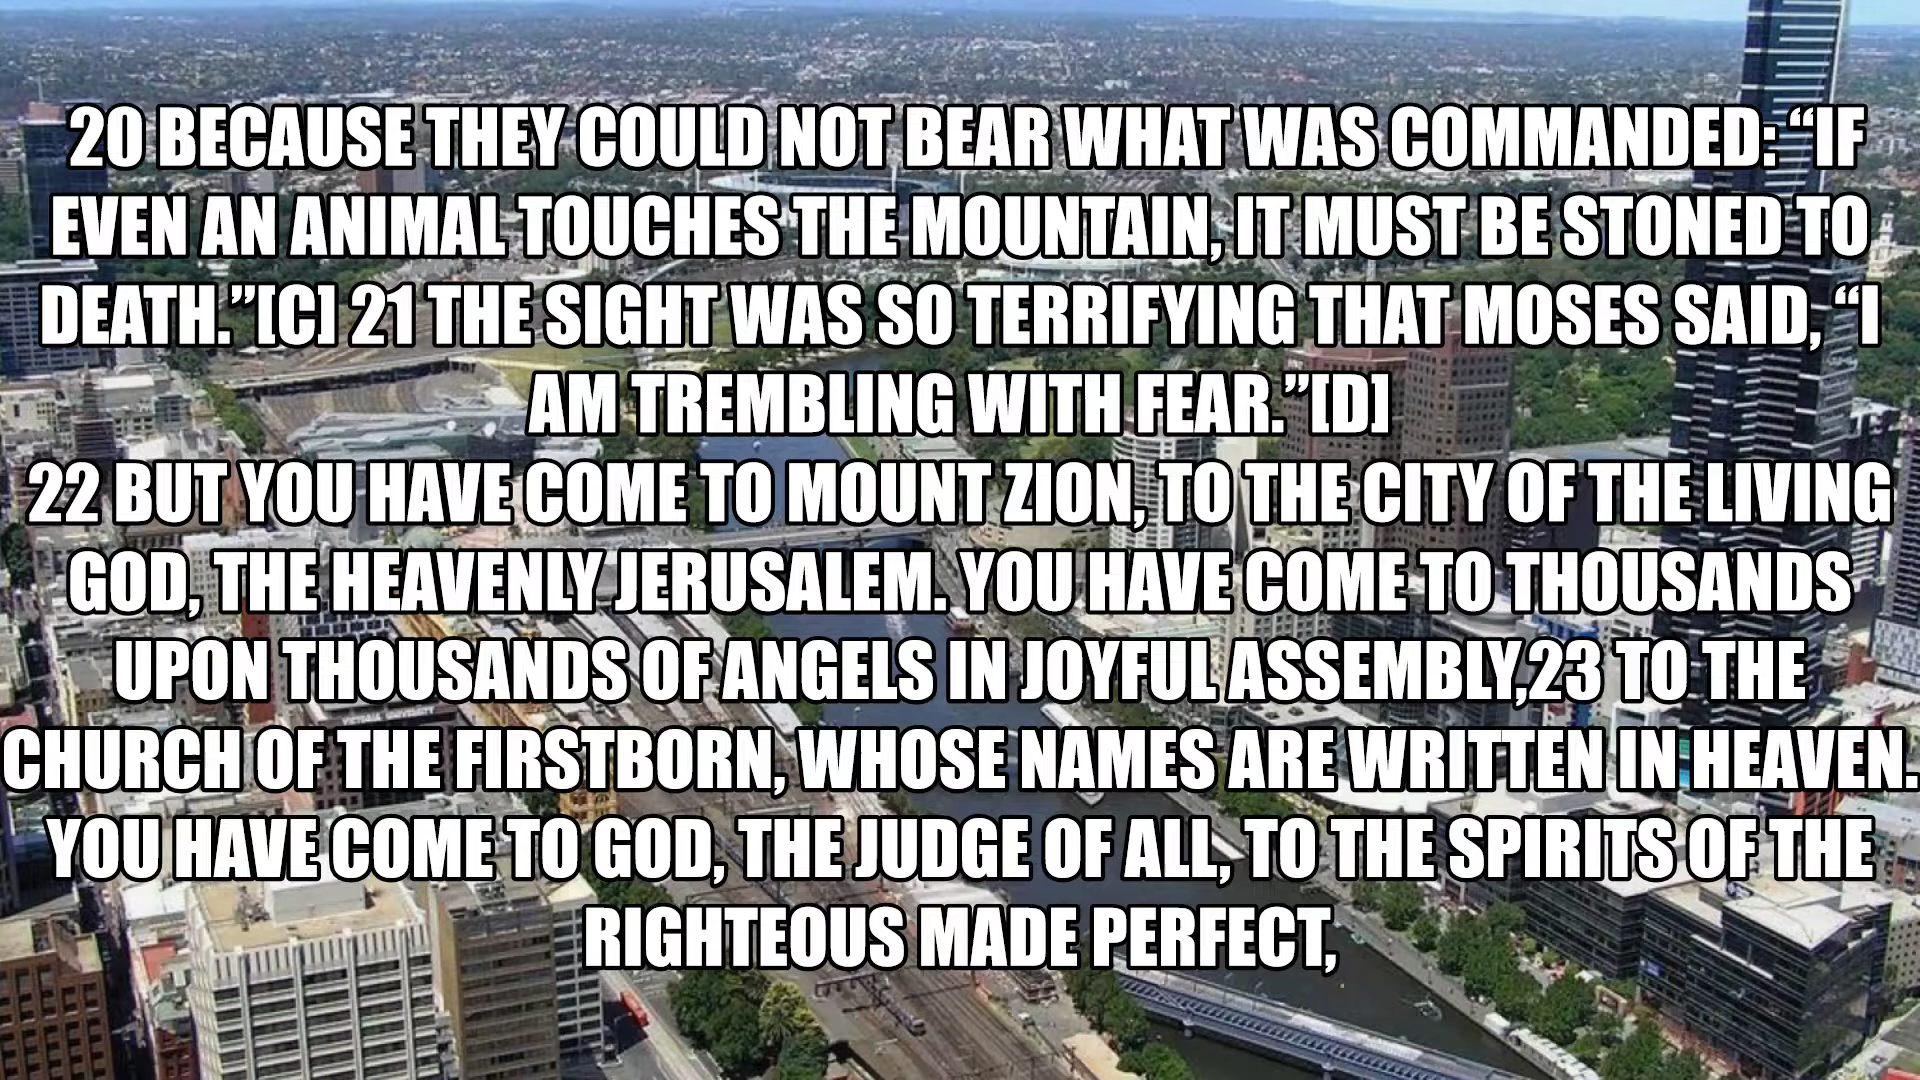 20 BECAUSE THEY COULD NOT BEAR WHAT WAS COMMANDED: “IF
EVEN AN ANIMAL TOUCHES THE MOUNTAIN, IT MUST BE STONED TO
DEATH.”[C] 21 THE SIGHT WAS SO TERRIFYING THAT MOSES SAID, “I
AM TREMBLING WITH FEAR.”[D]
22 BUT YOU HAVE COME TO MOUNT ZION, TO THE CITY OF THE LIVING
GOD, THE HEAVENLY JERUSALEM. YOU HAVE COME TO THOUSANDS
UPON THOUSANDS OF ANGELS IN JOYFUL ASSEMBLY,23 TO THE
CHURCH OF THE FIRSTBORN, WHOSE NAMES ARE WRITTEN IN HEAVEN.
YOU HAVE COME TO GOD, THE JUDGE OF ALL, TO THE SPIRITS OF THE
RIGHTEOUS MADE PERFECT,